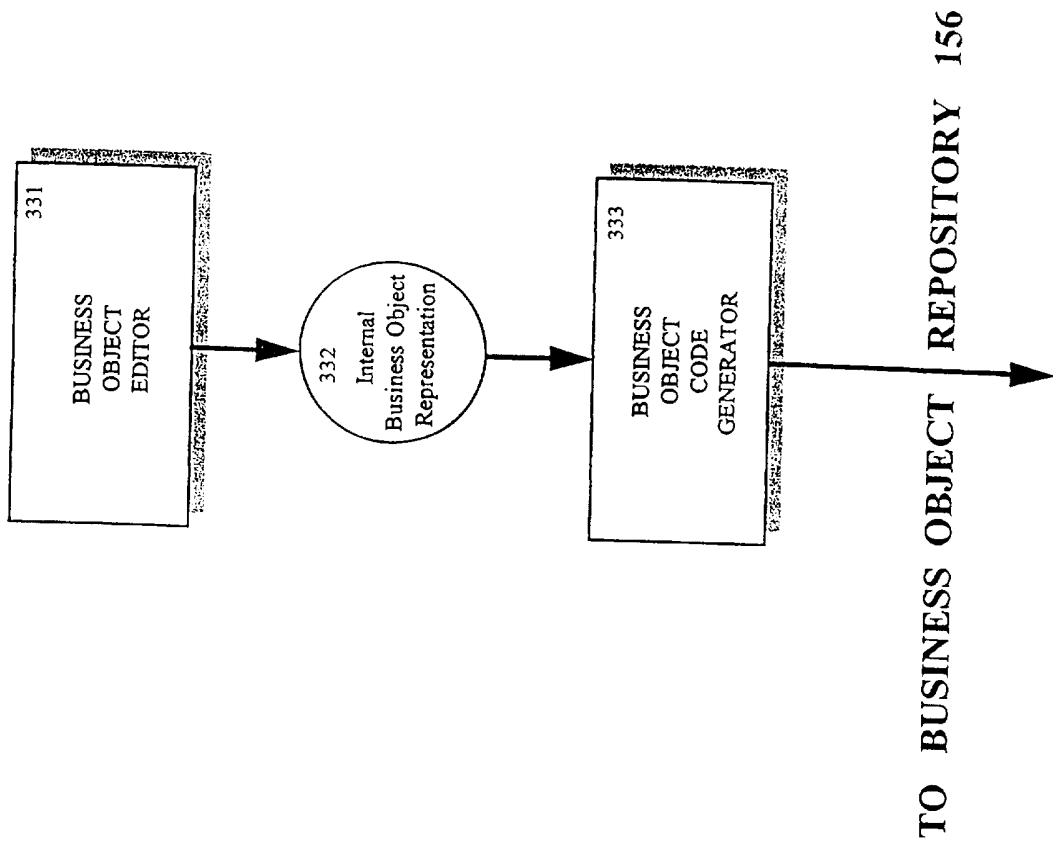 331
BUSINESS
OBJECT
EDITOR
332
Internal
Business Object
Representation
333
BUSINESS
OBJECT
CODE
GENERATOR
TO BUSINESS OBJECT REPOSITORY 156